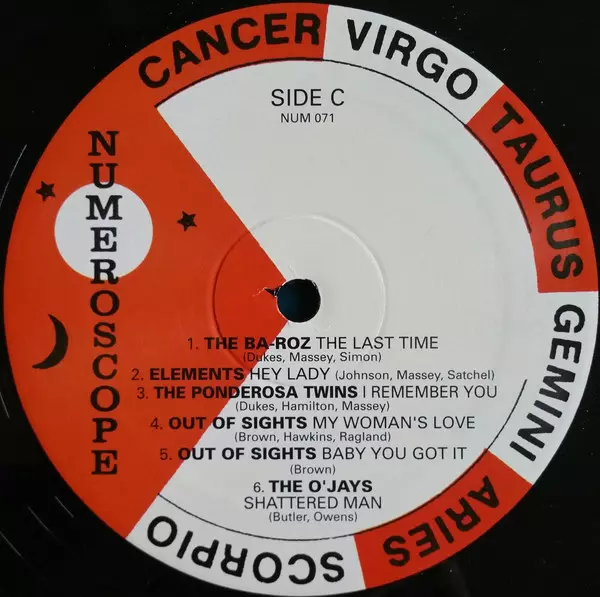 CANCER
VIRGO
TAURUS
GEMINI
ARIES
SCORPIO
NUMEROSCOPE
SIDE C
NUM 071
1. THE BA-ROZ THE LAST TIME
(Dukes, Massey, Simon)
2. ELEMENTS HEY LADY (Johnson, Massey, Satchel)
3. THE PONDEROSA TWINS I REMEMBER YOU
(Dukes, Hamilton, Massey)
4. OUT OF SIGHTS MY WOMAN'S LOVE
(Brown, Hawkins, Ragland)
5. OUT OF SIGHTS BABY YOU GOT IT
(Brown)
6. THE O'JAYS
SHATTERED MAN
(Butler, Owens)